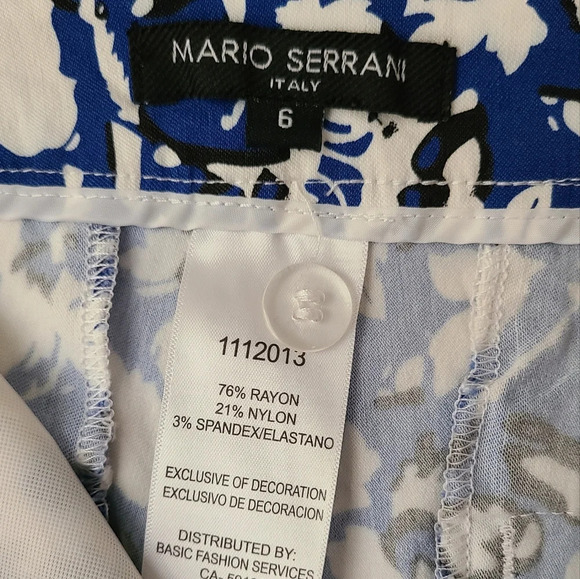 MARIO SERRANI
ITALY
6
1112013
76% RAYON
21% NYLON
3% SPANDEX/ELASTANO
EXCLUSIVE OF DECORATION
EXCLUSIVO DE DECORACION
DISTRIBUTED BY:
BASIC FASHION SERVICES
CA-